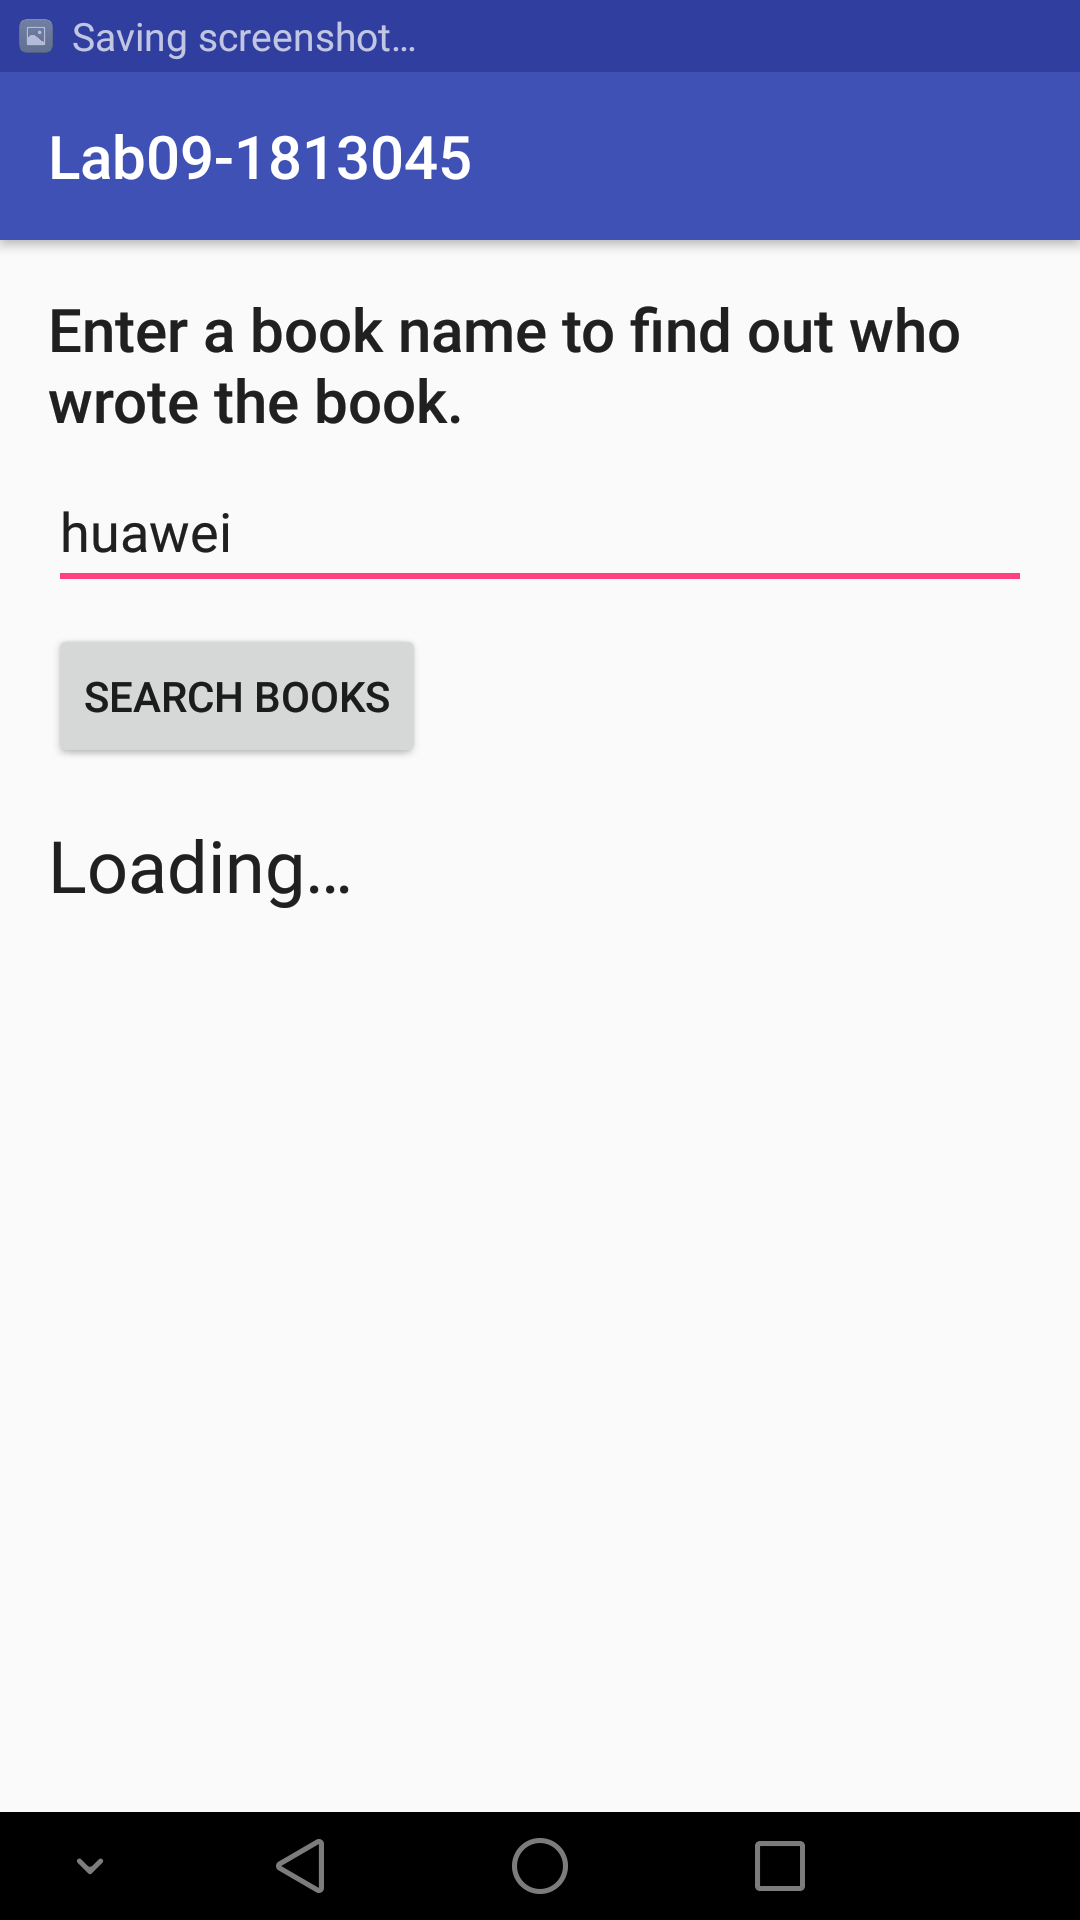 Saving screenshot...
Lab09-1813045
Enter a book name to find out who
wrote the book.
huawei
SEARCH BOOKS
Loading...